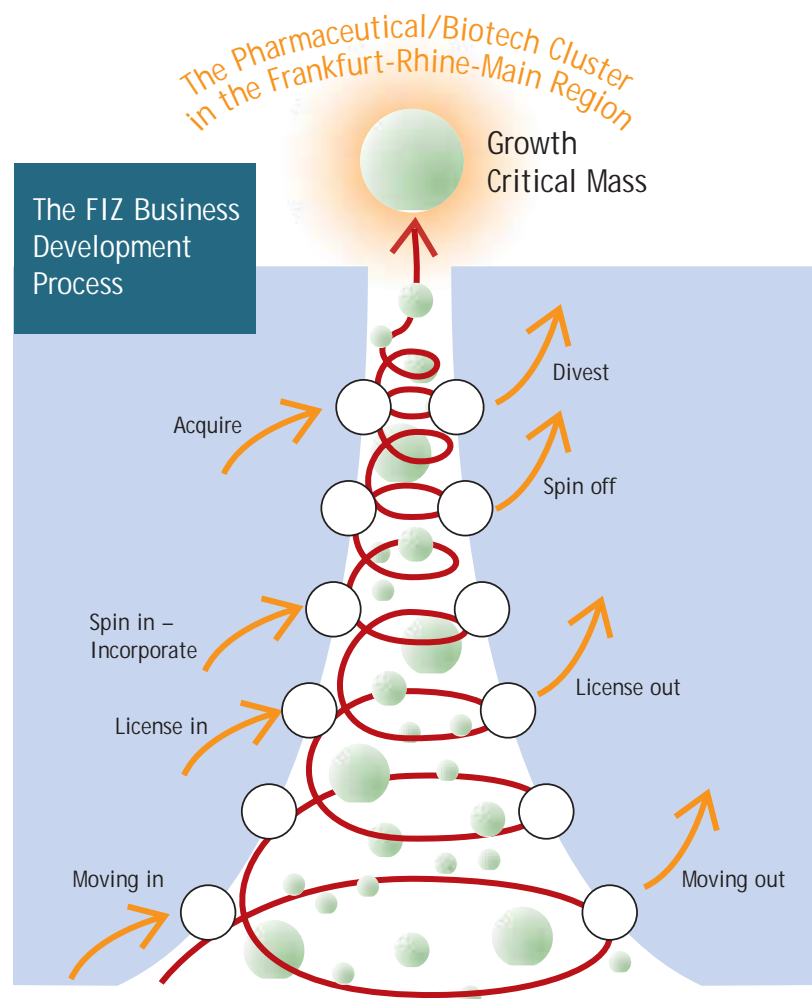 The Pharmaceutical/Biotech Cluster
in the Frankfurt-Rhine-Main Region
Growth
Critical Mass
The FIZ Business
Development
Process
Divest
Acquire
Spin off
Spin in –
Incorporate
License out
License in
Moving in
Moving out